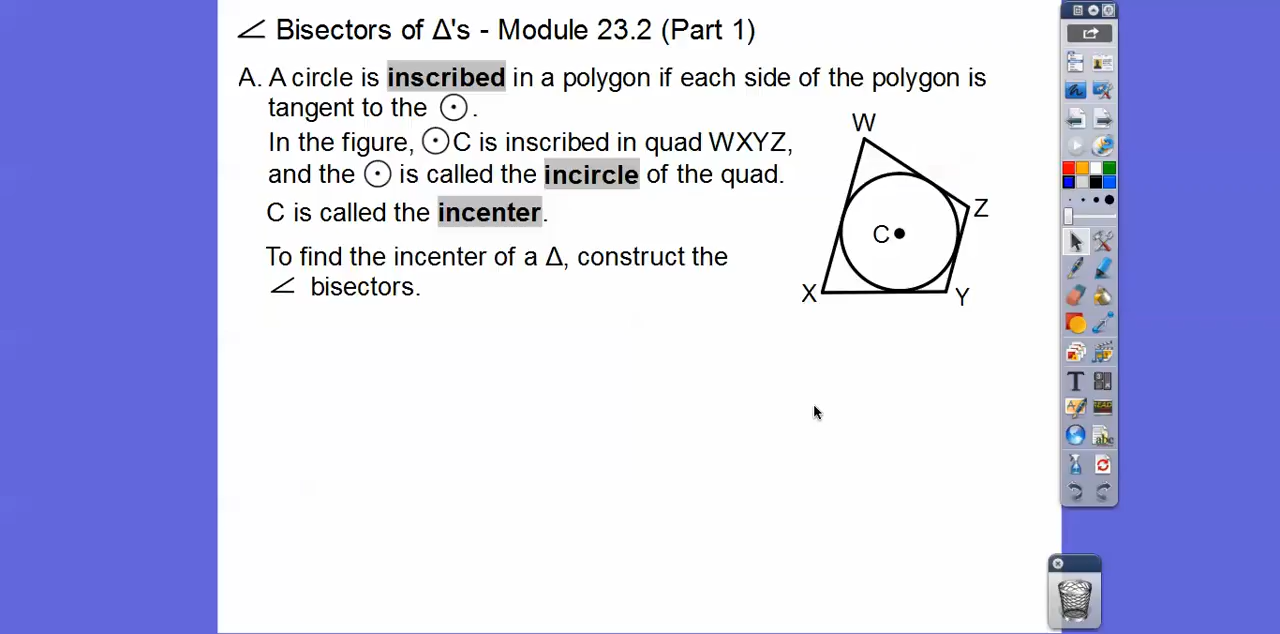 ∠ Bisectors of Δ's - Module 23.2 (Part 1)
A. A circle is inscribed in a polygon if each side of the polygon is
tangent to the ⊙.
In the figure, ⊙C is inscribed in quad WXYZ,
and the ⊙ is called the incircle of the quad.
C is called the incenter.
To find the incenter of a Δ, construct the
∠ bisectors.
W
Z
C
X
Y
T
abc